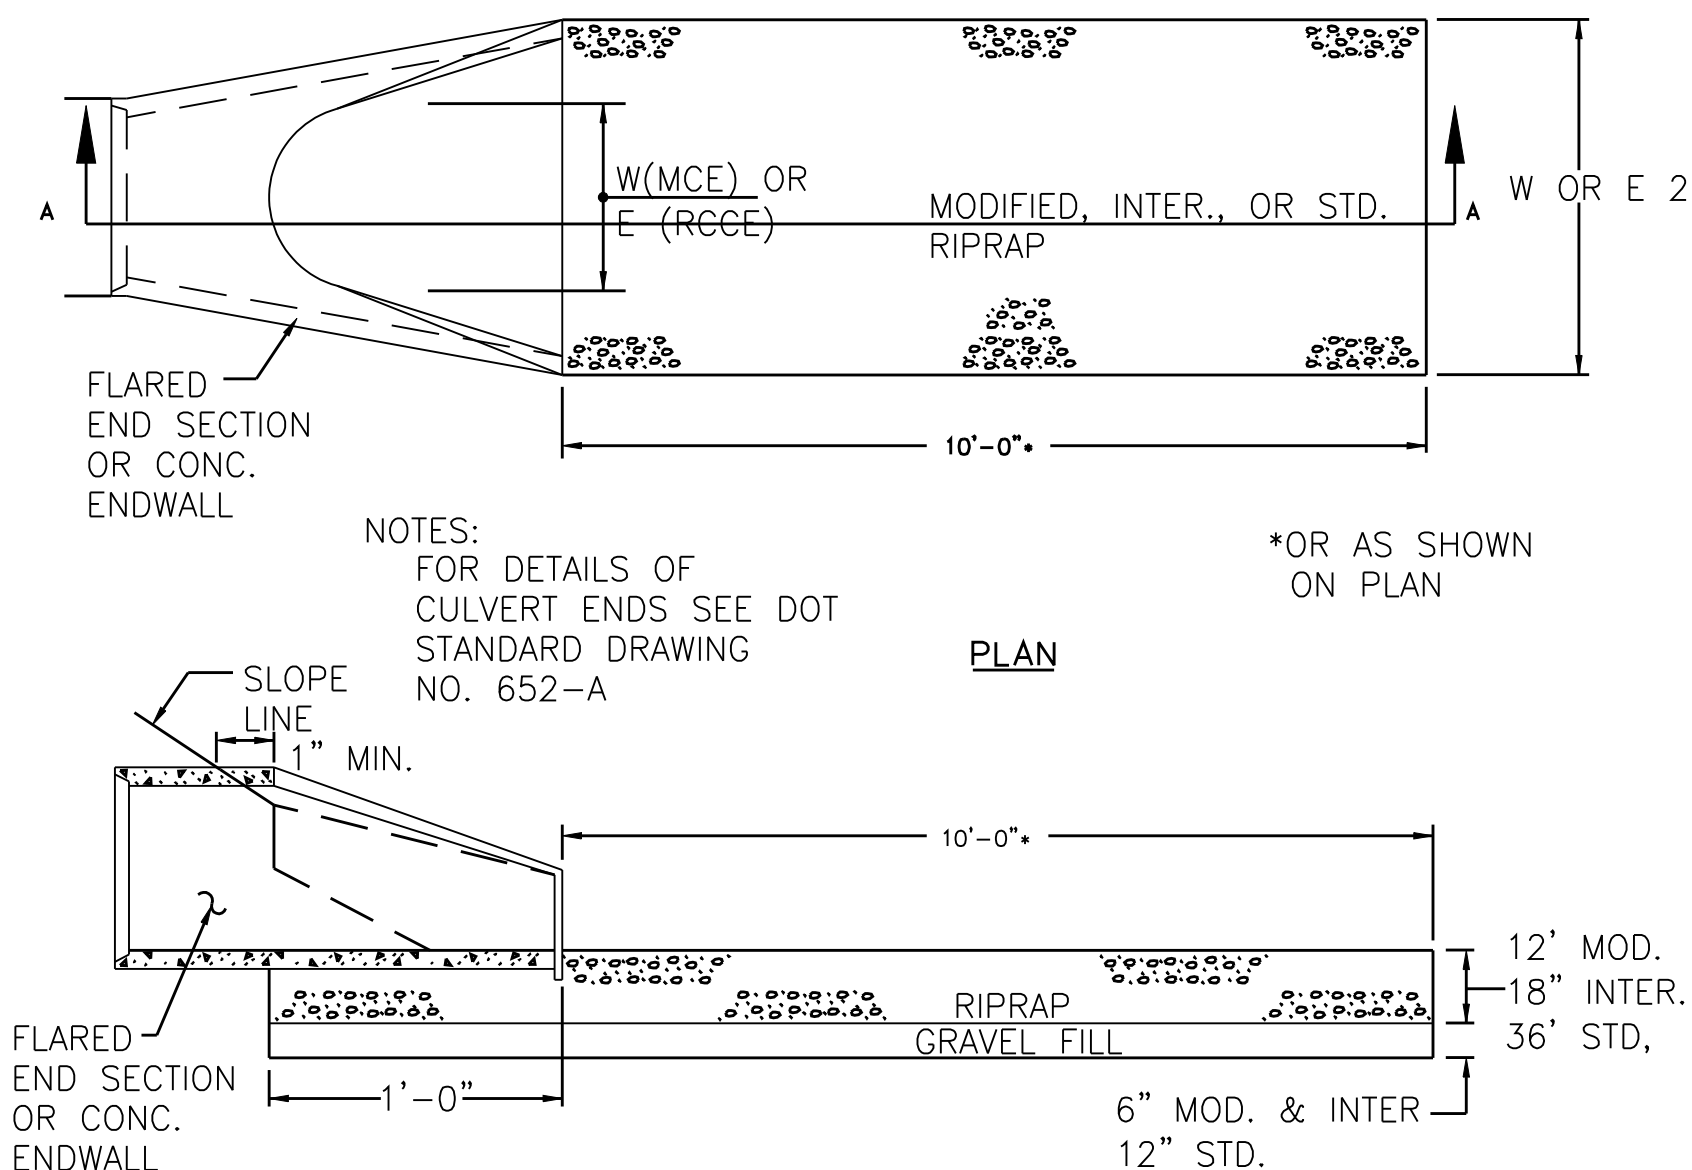 W(MCE) OR
E (RCCE)
MODIFIED, INTER., OR STD.
RIPRAP
W OR E 2
A
A
FLARED
END SECTION
OR CONC.
ENDWALL
10'-0"*
NOTES:
FOR DETAILS OF
CULVERT ENDS SEE DOT
STANDARD DRAWING
NO. 652-A
*OR AS SHOWN
ON PLAN
PLAN
SLOPE
LINE
1" MIN.
10'-0"*
12' MOD.
18" INTER.
36' STD,
RIPRAP
GRAVEL FILL
FLARED
END SECTION
OR CONC.
ENDWALL
1'-0"
6" MOD. & INTER
12" STD.